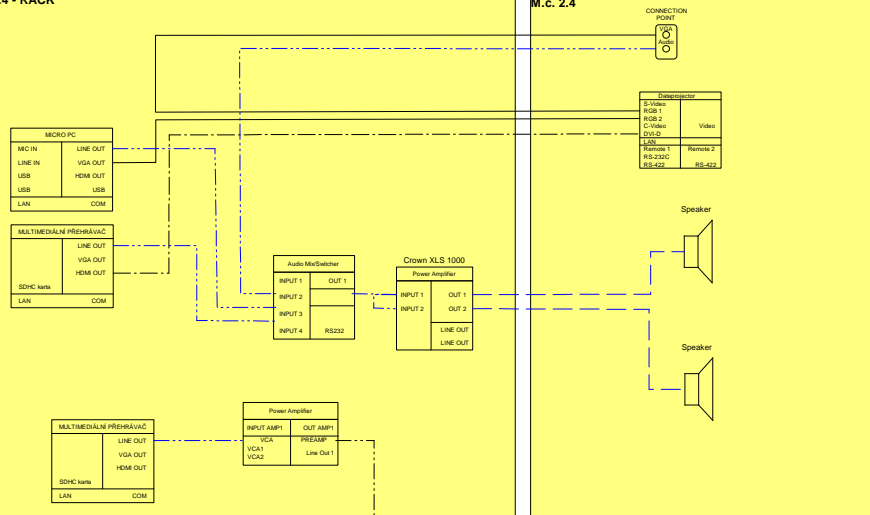 .4 - RACK
M.c. 2.4
CONNECTION
POINT
VGA
Audio
Dataprojector
S-Video
RGB 1
RGB 2
C-Video
Video
DVI-D
LAN
Remote 1
Remote 2
RS-232C
RS-422
RS-422
MICRO PC
MIC IN
LINE OUT
LINE IN
VGA OUT
USB
HDMI OUT
USB
USB
LAN
COM
MULTIMEDIÁLNÍ PŘEHRÁVAČ
LINE OUT
VGA OUT
HDMI OUT
SDHC karta
LAN
COM
Audio Mix/Switcher
INPUT 1
OUT 1
INPUT 2
INPUT 3
INPUT 4
RS232
Crown XLS 1000
Power Amplifier
INPUT 1
OUT 1
INPUT 2
OUT 2
LINE OUT
LINE OUT
Speaker
Speaker
MULTIMEDIÁLNÍ PŘEHRÁVAČ
LINE OUT
VGA OUT
HDMI OUT
SDHC karta
LAN
COM
Power Amplifier
INPUT AMP1
OUT AMP1
VCA
PREAMP
VCA1
Line Out 1
VCA2